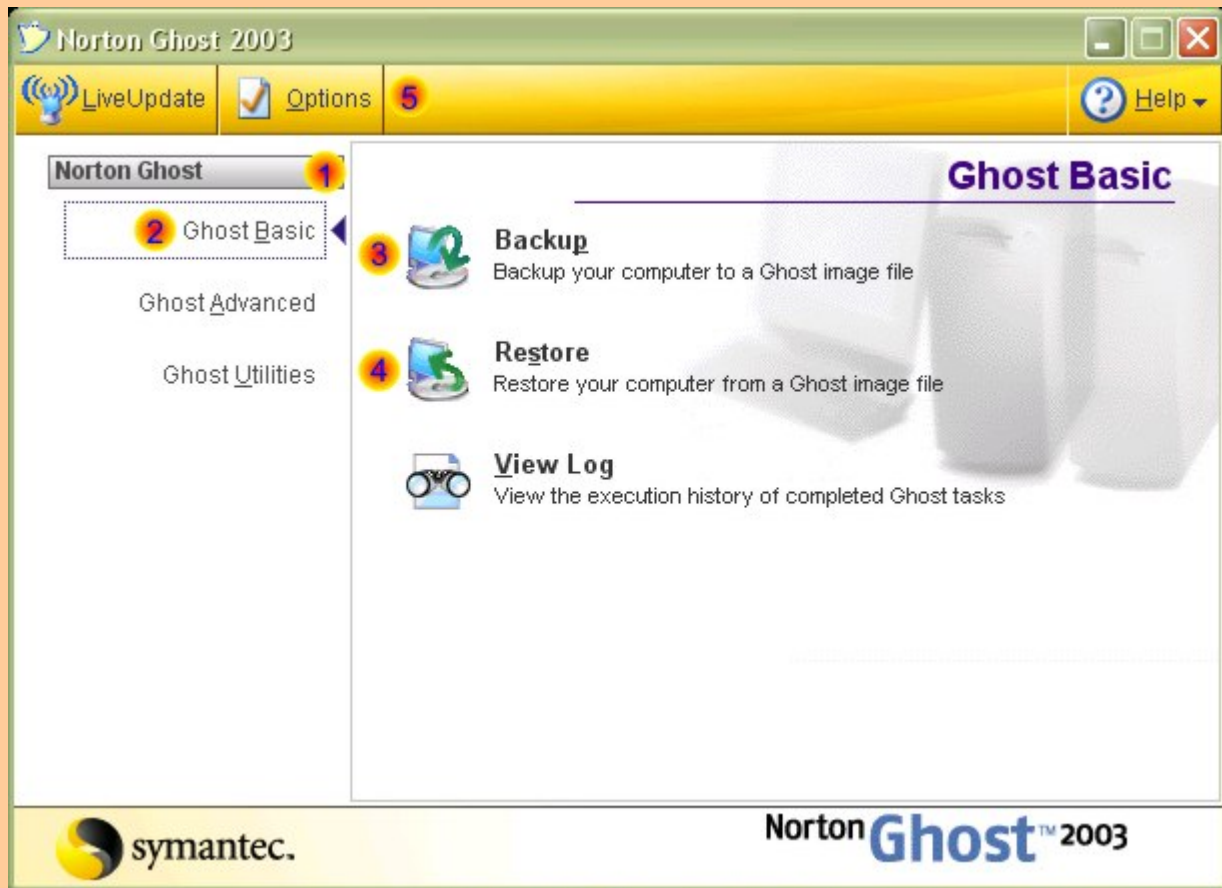 Norton Ghost 2003
LiveUpdate Options 5 Help
Norton Ghost 1
2 Ghost Basic
Ghost Advanced
Ghost Utilities
Ghost Basic
3 Backup
Backup your computer to a Ghost image file
4 Restore
Restore your computer from a Ghost image file
View Log
View the execution history of completed Ghost tasks
symantec.
Norton Ghost™ 2003